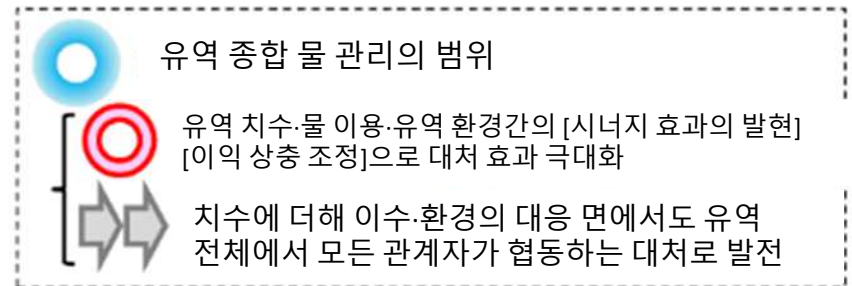 유역 종합 물 관리의 범위
유역 치수·물 이용·유역 환경간의 [시너지 효과의 발현]
[이익 상충 조정]으로 대처 효과 극대화
치수에 더해 이수·환경의 대응 면에서도 유역
전체에서 모든 관계자가 협동하는 대처로 발전